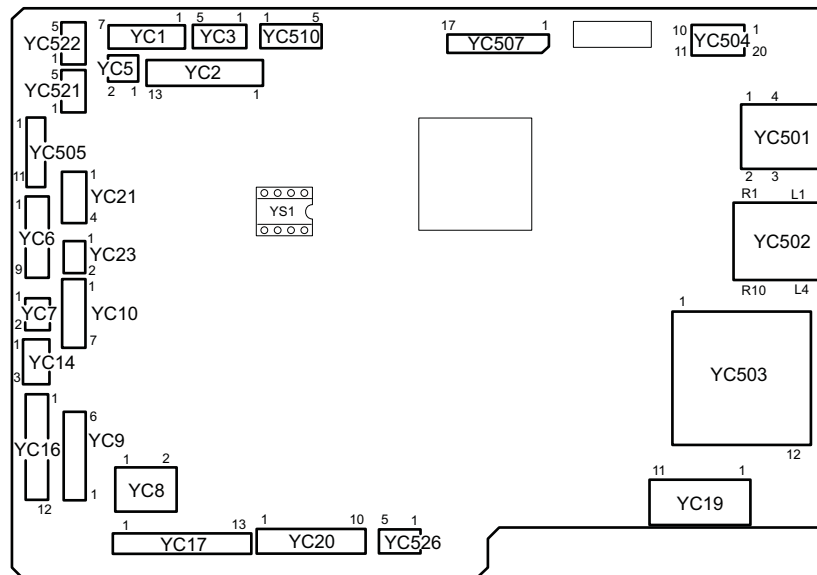 7 1 5 1 1 5 17 1 10 1
5 YC522 1 YC1 YC3 YC510 YC507 YC504
11 20
5 YC521 1 YC5 YC2
2 1 13 1
1 4
1 YC505 11 YC501
2 3
1 YC21 4
YS1
R1 L1
1 YC6 9 YC502
1 YC23 2
R10 L4
1 YC7 2 1 YC10 7 1
1 YC14 3 YC503
1 YC16 12 6 YC9 1
12
1 2
YC8
11 1
YC19
1 13 1 10 5 1
YC17 YC20 YC526